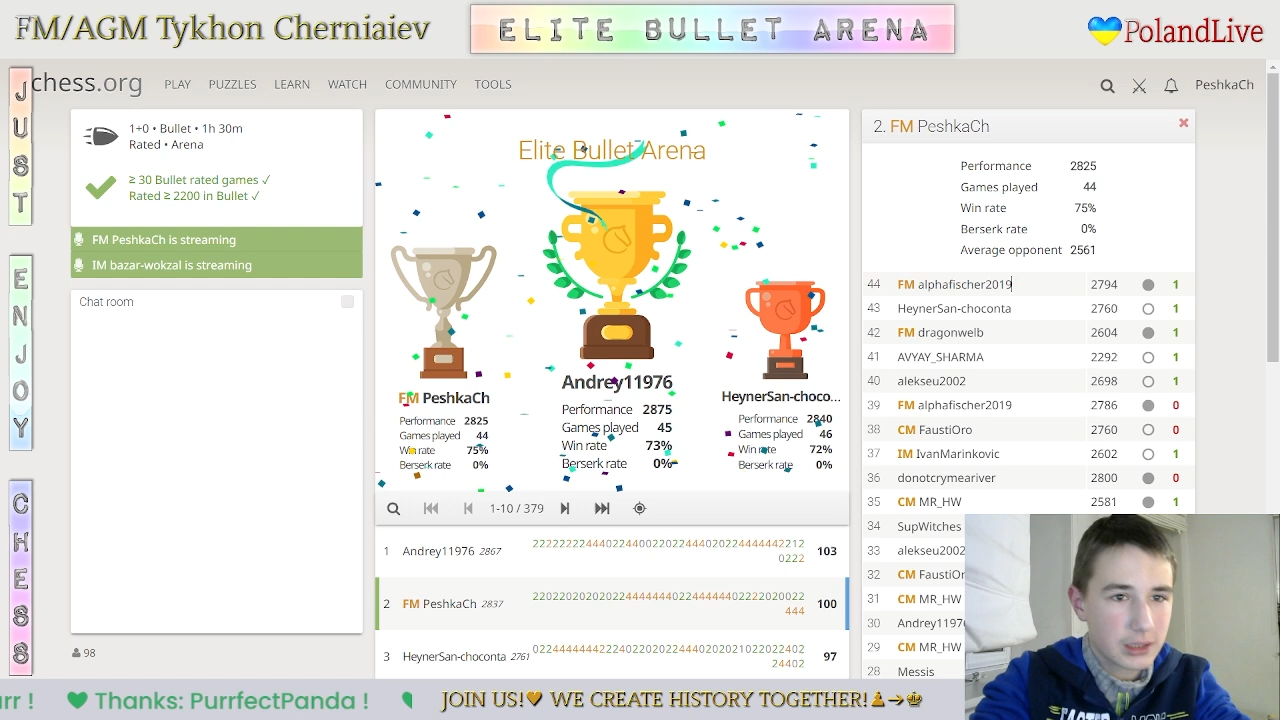 FM/AGM Tykhon Cherniaiev
ELITE BULLET ARENA
PolandLive
JUST
ENJOY
CHESS
chess.org
PLAY PUZZLES LEARN WATCH COMMUNITY TOOLS
PeshkaCh
1+0 • Bullet • 1h 30m
Rated • Arena
≥ 30 Bullet rated games ✓
Rated ≥ 2200 in Bullet ✓
FM PeshkaCh is streaming
IM bazar-wokzal is streaming
Chat room
98
Elite Bullet Arena
FM PeshkaCh
Performance 2825
Games played 44
Win rate 75%
Berserk rate 0%
Andrey11976
Performance 2875
Games played 45
Win rate 73%
Berserk rate 0%
HeynerSan-choco...
Performance 2840
Games played 46
Win rate 72%
Berserk rate 0%
1-10 / 379
1 Andrey11976 2867 103
2 FM PeshkaCh 2837 100
3 HeynerSan-choconta 2761 97
2. FM PeshkaCh
Performance 2825
Games played 44
Win rate 75%
Berserk rate 0%
Average opponent 2561
44 FM alphafischer2019 2794 1
43 HeynerSan-choconta 2760 1
42 FM dragonwelb 2604 1
41 AVYAY_SHARMA 2292 1
40 alekseu2002 2698 1
39 FM alphafischer2019 2786 0
38 CM FaustiOro 2760 0
37 IM IvanMarinkovic 2602 1
36 donotcrymeariver 2800 0
35 CM MR_HW 2581 1
34 SupWitches
33 alekseu2002
32 CM FaustiOr
31 CM MR_HW
30 Andrey1197
29 CM MR_HW
28 Messis
rr !
Thanks: PurrfectPanda !
JOIN US! WE CREATE HISTORY TOGETHER!